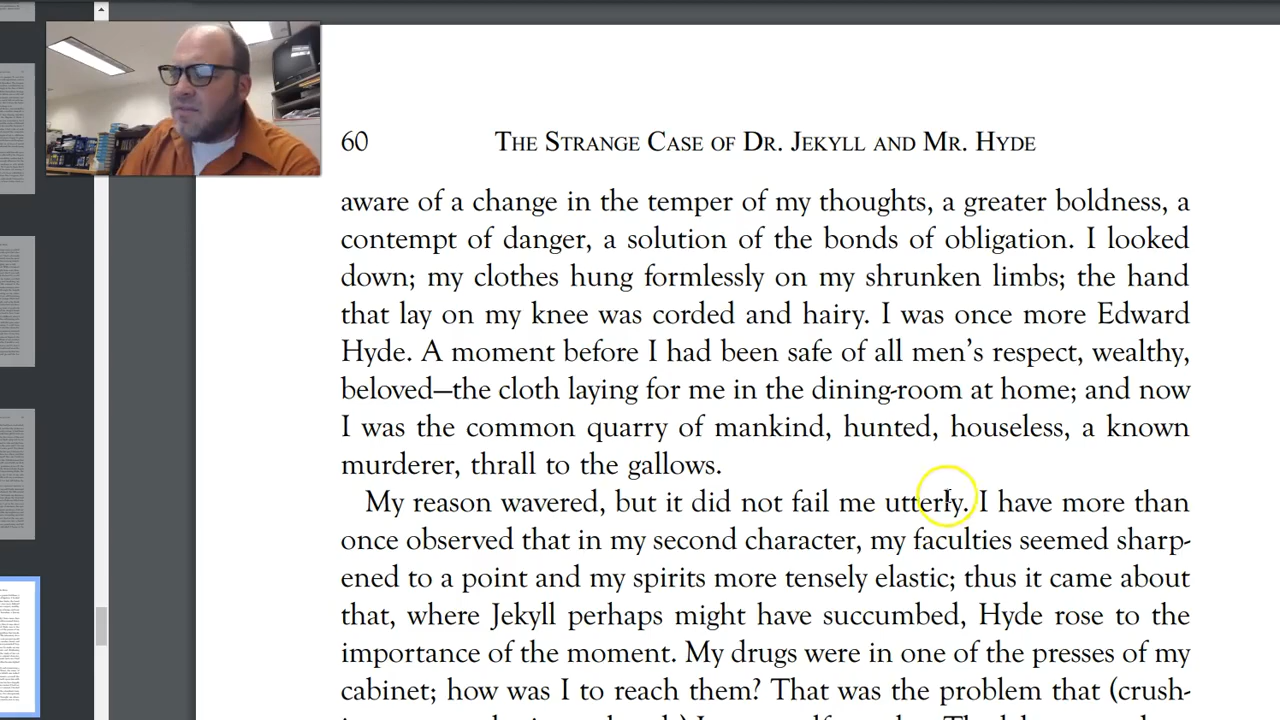 60 THE STRANGE CASE OF DR. JEKYLL AND MR. HYDE
aware of a change in the temper of my thoughts, a greater boldness, a
contempt of danger, a solution of the bonds of obligation. I looked
down; my clothes hung formlessly on my shrunken limbs; the hand
that lay on my knee was corded and hairy. I was once more Edward
Hyde. A moment before I had been safe of all men’s respect, wealthy,
beloved—the cloth laying for me in the dining-room at home; and now
I was the common quarry of mankind, hunted, houseless, a known
murderer, thrall to the gallows.
My reason wavered, but it did not fail me utterly. I have more than
once observed that in my second character, my faculties seemed sharp-
ened to a point and my spirits more tensely elastic; thus it came about
that, where Jekyll perhaps might have succumbed, Hyde rose to the
importance of the moment. My drugs were in one of the presses of my
cabinet; how was I to reach them? That was the problem that (crush-